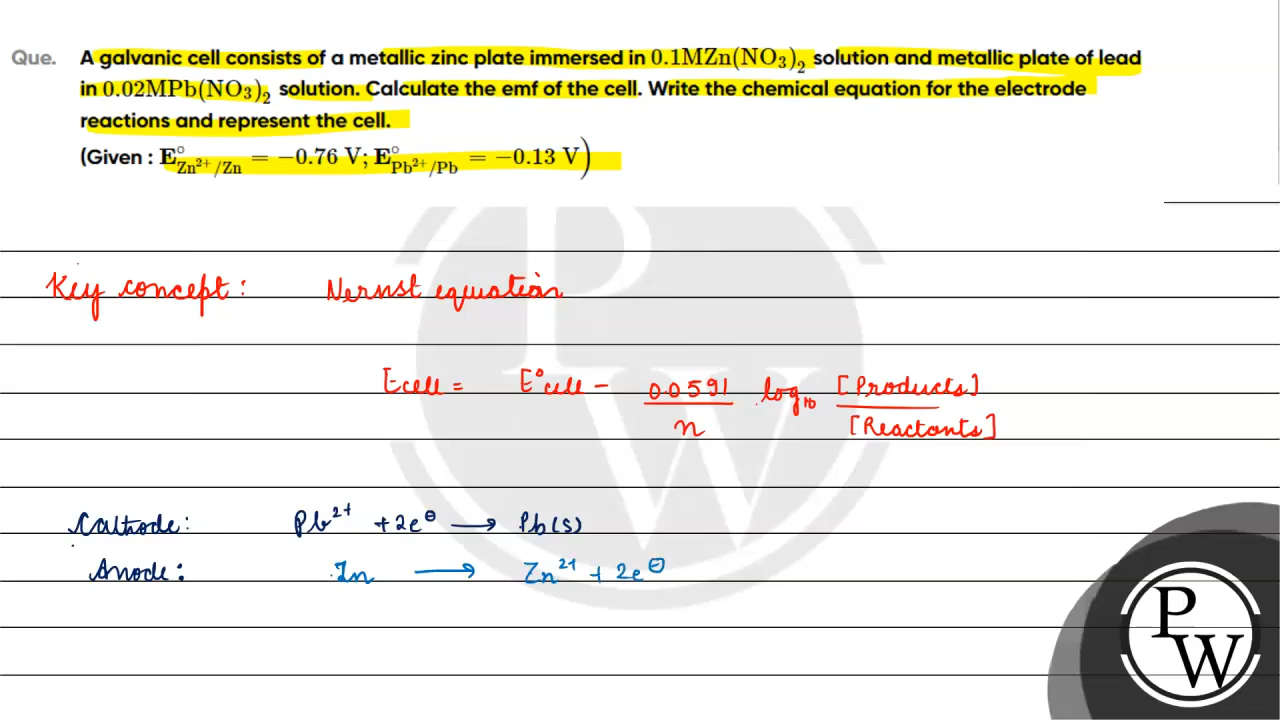 Que. A galvanic cell consists of a metallic zinc plate immersed in 0.1MZn(NO₃)₂ solution and metallic plate of lead
in 0.02MPb(NO₃)₂ solution. Calculate the emf of the cell. Write the chemical equation for the electrode
reactions and represent the cell.
(Given : E°Zn²⁺/Zn = −0.76 V; E°Pb²⁺/Pb = −0.13 V)
Key concept: Nernst equation
Ecell = E°cell − 0.0591/n log₁₀ [Products]/[Reactants]
Cathode: Pb²⁺ + 2e⊖ → Pb(s)
Anode: Zn → Zn²⁺ + 2e⊖
PW
PW